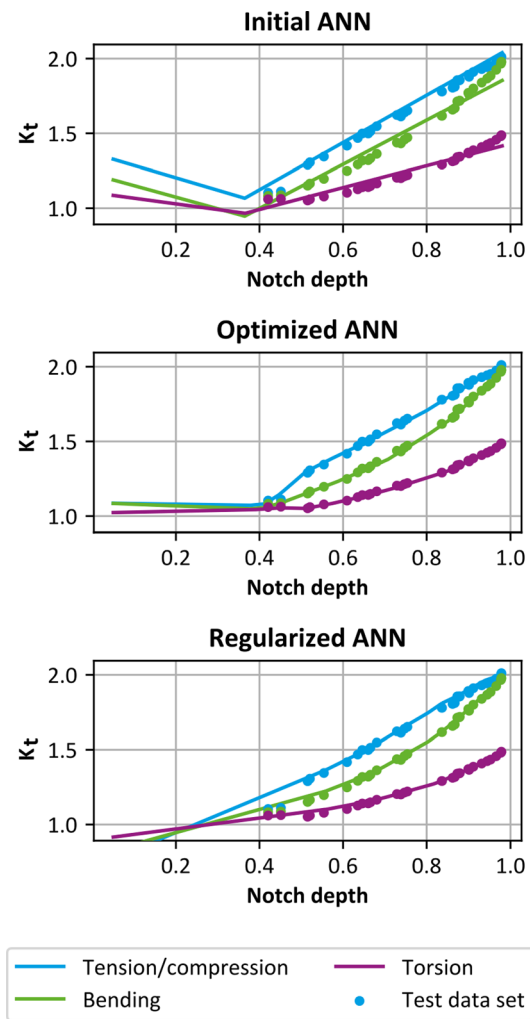 Initial ANN
2.0
1.5
1.0
Kt
0.2 0.4 0.6 0.8 1.0
Notch depth
Optimized ANN
2.0
1.5
1.0
Kt
0.2 0.4 0.6 0.8 1.0
Notch depth
Regularized ANN
2.0
1.5
1.0
Kt
0.2 0.4 0.6 0.8 1.0
Notch depth
Tension/compression Torsion
Bending Test data set